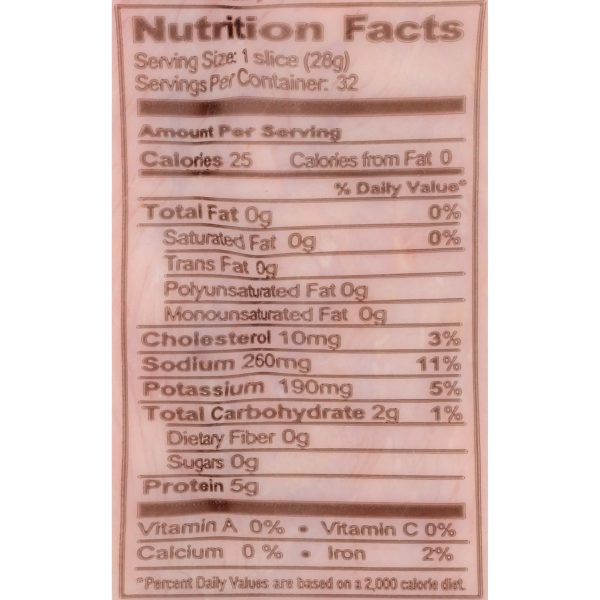 Nutrition Facts
Serving Size: 1 slice (28g)
Servings Per Container: 32
Amount Per Serving
Calories 25 Calories from Fat 0
% Daily Value*
Total Fat 0g 0%
Saturated Fat 0g 0%
Trans Fat 0g
Polyunsaturated Fat 0g
Monounsaturated Fat 0g
Cholesterol 10mg 3%
Sodium 260mg 11%
Potassium 190mg 5%
Total Carbohydrate 2g 1%
Dietary Fiber 0g
Sugars 0g
Protein 5g
Vitamin A 0% • Vitamin C 0%
Calcium 0 % • Iron 2%
*Percent Daily Values are based on a 2,000 calorie diet.